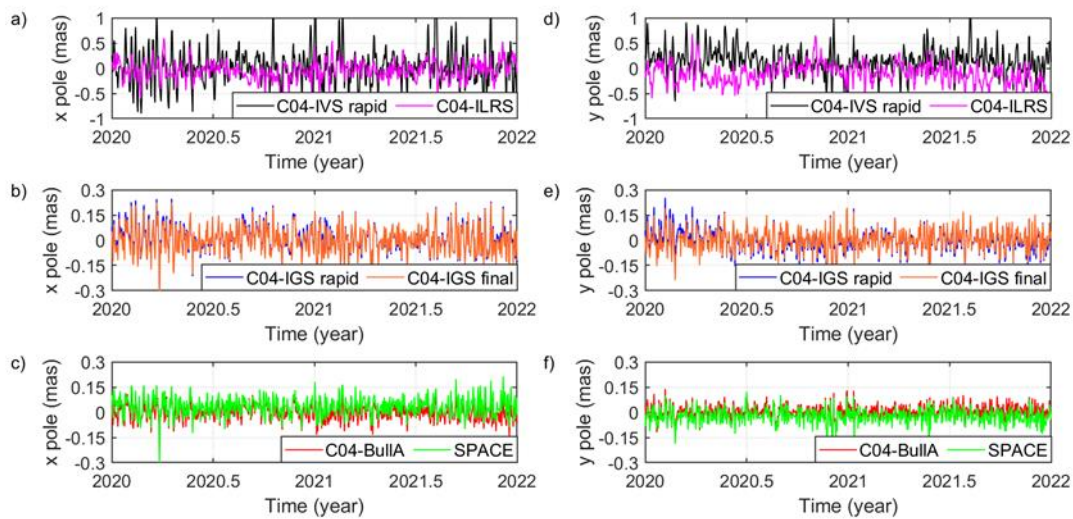 a)
x pole (mas)
1
0.5
0
-0.5
-1
C04-IVS rapid C04-ILRS
2020 2020.5 2021 2021.5 2022
Time (year)
d)
y pole (mas)
1
0.5
0
-0.5
-1
C04-IVS rapid C04-ILRS
2020 2020.5 2021 2021.5 2022
Time (year)
b)
x pole (mas)
0.3
0.15
0
-0.15
-0.3
C04-IGS rapid C04-IGS final
2020 2020.5 2021 2021.5 2022
Time (year)
e)
y pole (mas)
0.3
0.15
0
-0.15
-0.3
C04-IGS rapid C04-IGS final
2020 2020.5 2021 2021.5 2022
Time (year)
c)
x pole (mas)
0.3
0.15
0
-0.15
-0.3
C04-BullA SPACE
2020 2020.5 2021 2021.5 2022
Time (year)
f)
y pole (mas)
0.3
0.15
0
-0.15
-0.3
C04-BullA SPACE
2020 2020.5 2021 2021.5 2022
Time (year)